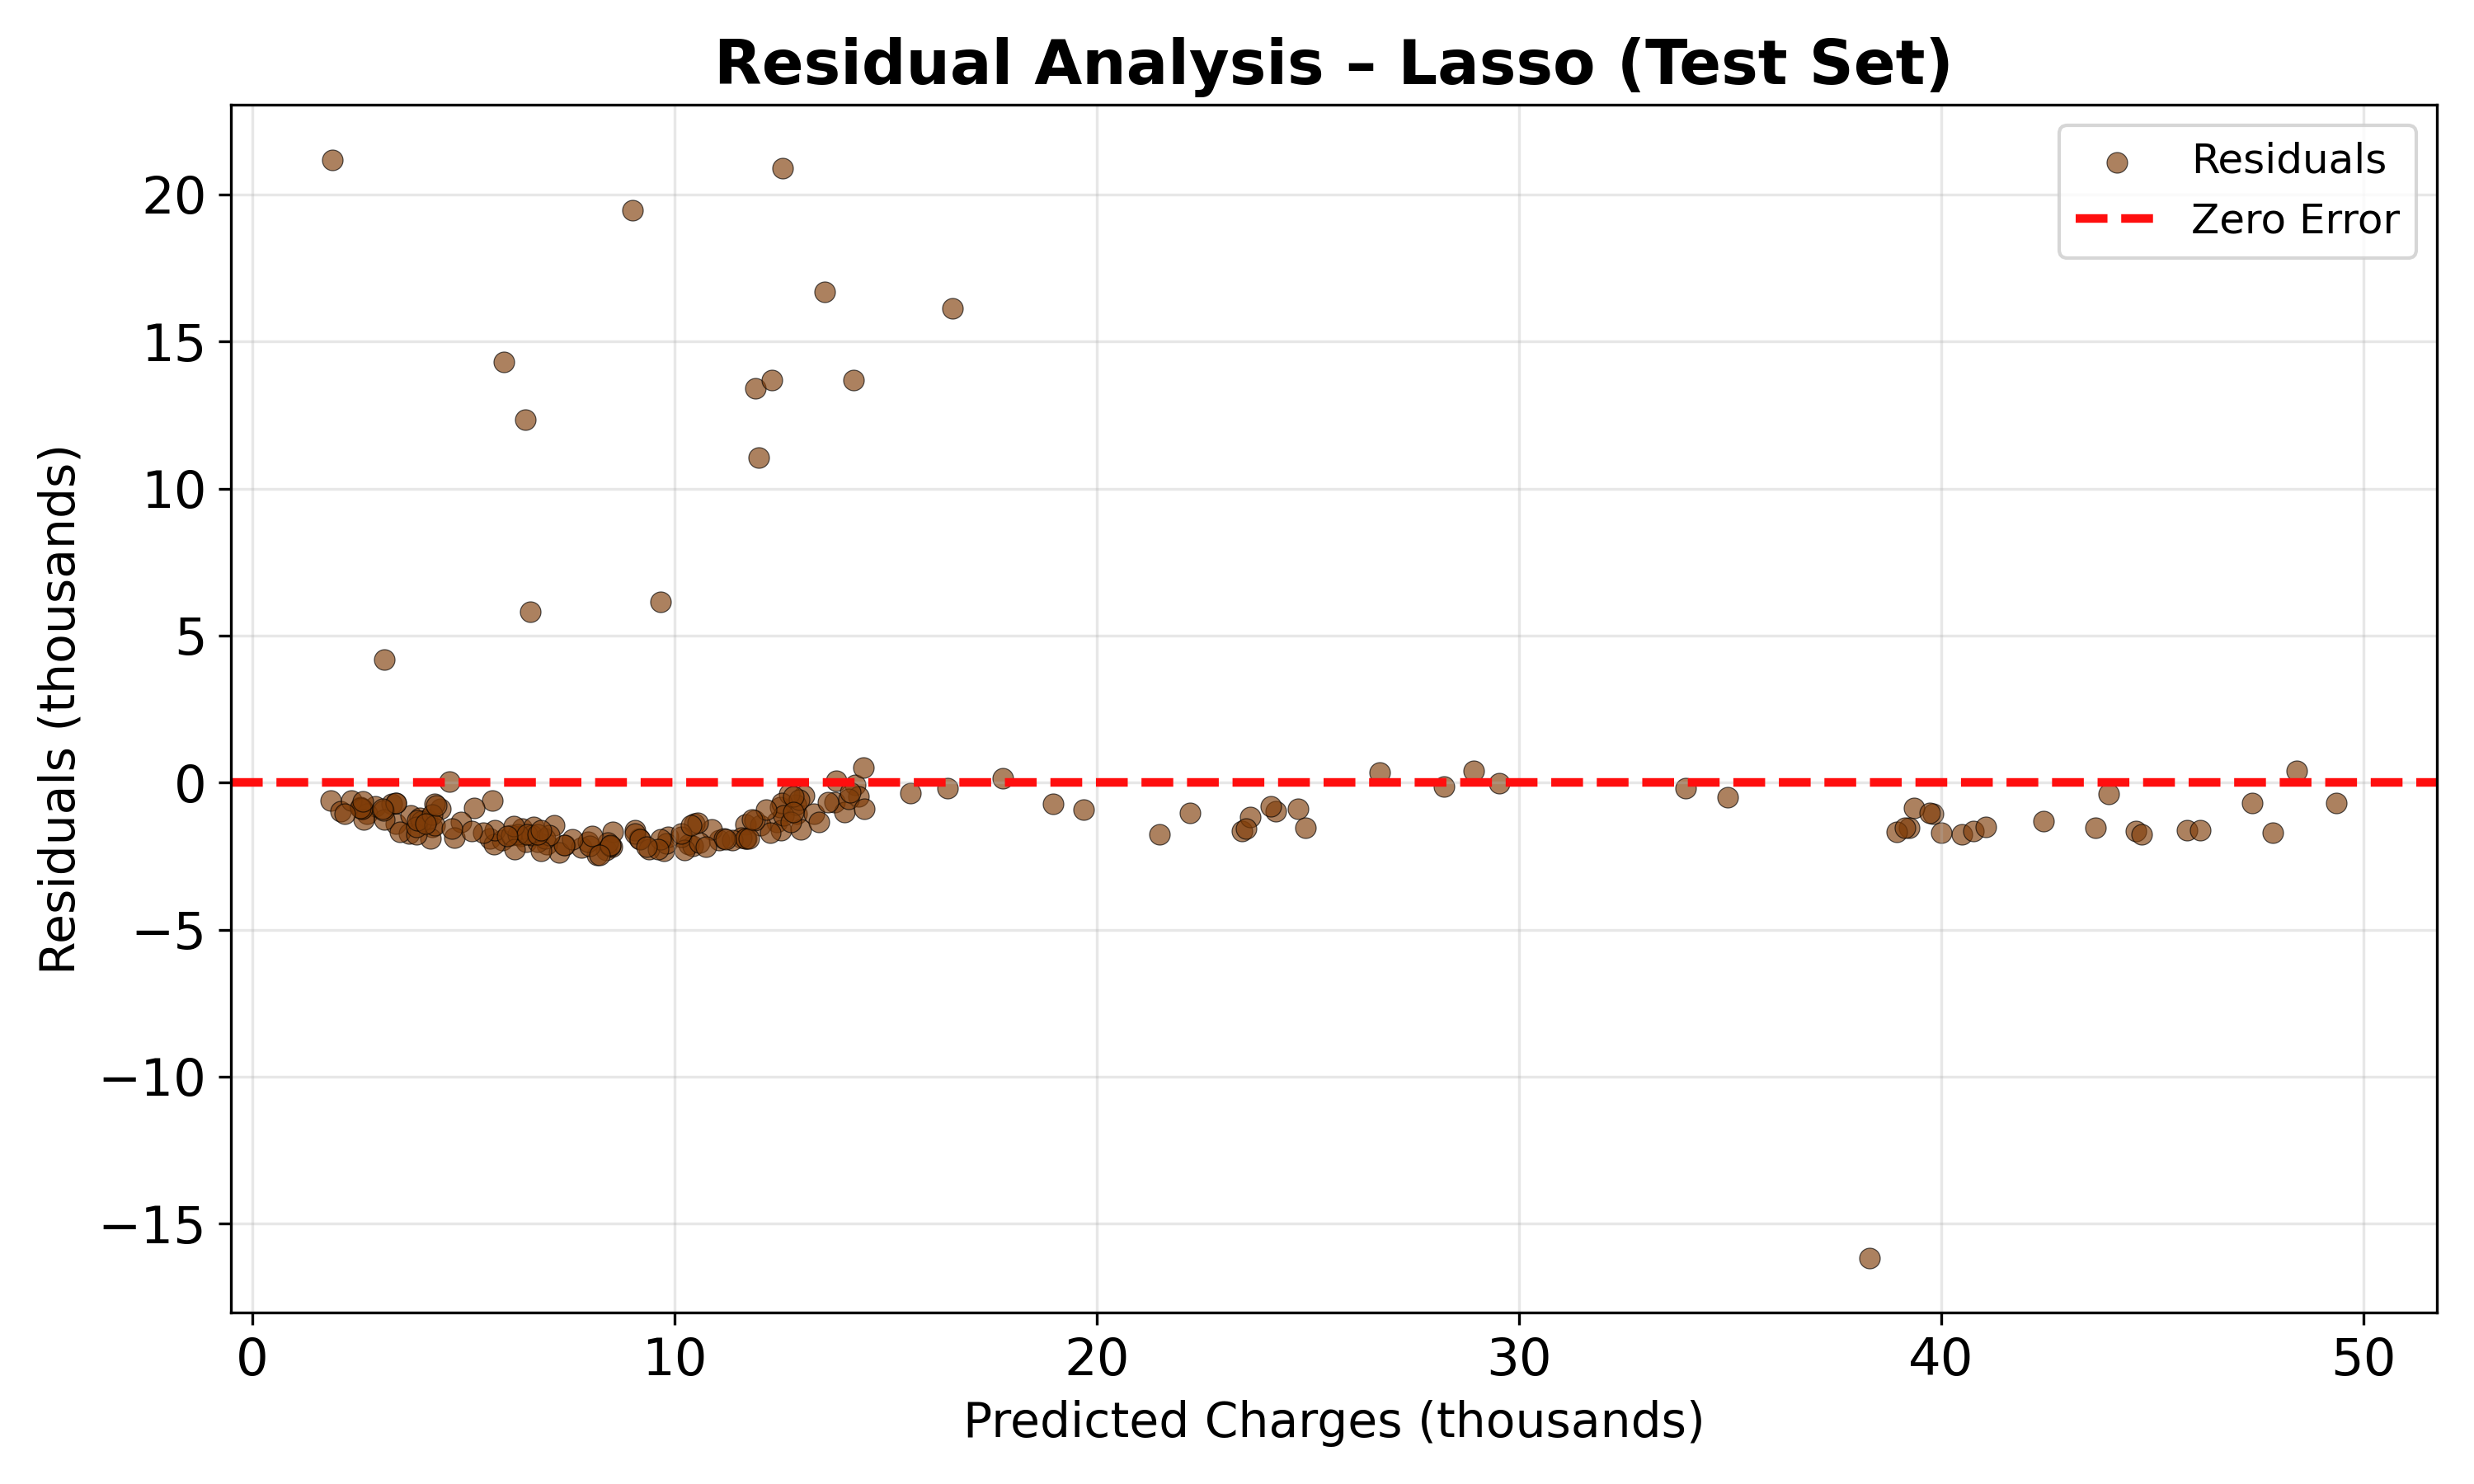 Residual Analysis – Lasso (Test Set)
Residuals
Zero Error
Residuals (thousands)
20
15
10
5
0
−5
−10
−15
0
10
20
30
40
50
Predicted Charges (thousands)